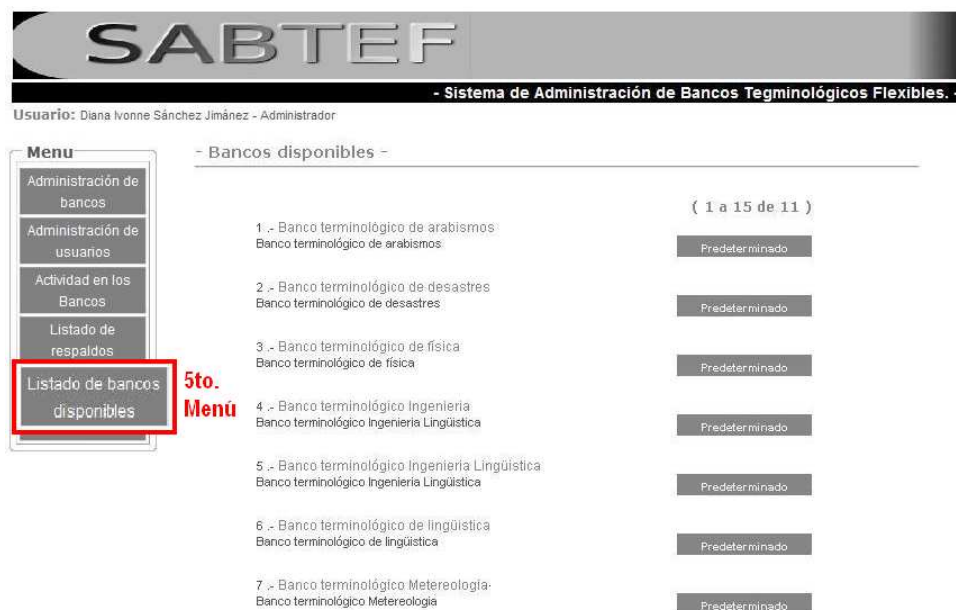 SABTEF
- Sistema de Administración de Bancos Tegminológicos Flexibles. -
Usuario: Diana Ivonne Sánchez Jimánez - Administrador
Menu
Administración de
bancos
Administración de
usuarios
Actividad en los
Bancos
Listado de
respaldos
Listado de bancos
disponibles
5to.
Menú
- Bancos disponibles -
( 1 a 15 de 11 )
1 .- Banco terminológico de arabismos
Banco terminológico de arabismos
Predeterminado
2 .- Banco terminológico de desastres
Banco terminológico de desastres
Predeterminado
3 .- Banco terminológico de física
Banco terminológico de física
Predeterminado
4 .- Banco terminológico Ingenieria
Banco terminológico Ingenieria Lingüistica
Predeterminado
5 .- Banco terminológico Ingenieria Lingüistica
Banco terminológico Ingenieria Lingüistica
Predeterminado
6 .- Banco terminológico de lingüistica
Banco terminológico de lingüistica
Predeterminado
7 .- Banco terminológico Metereologia-
Banco terminológico Metereologia
Predeterminado